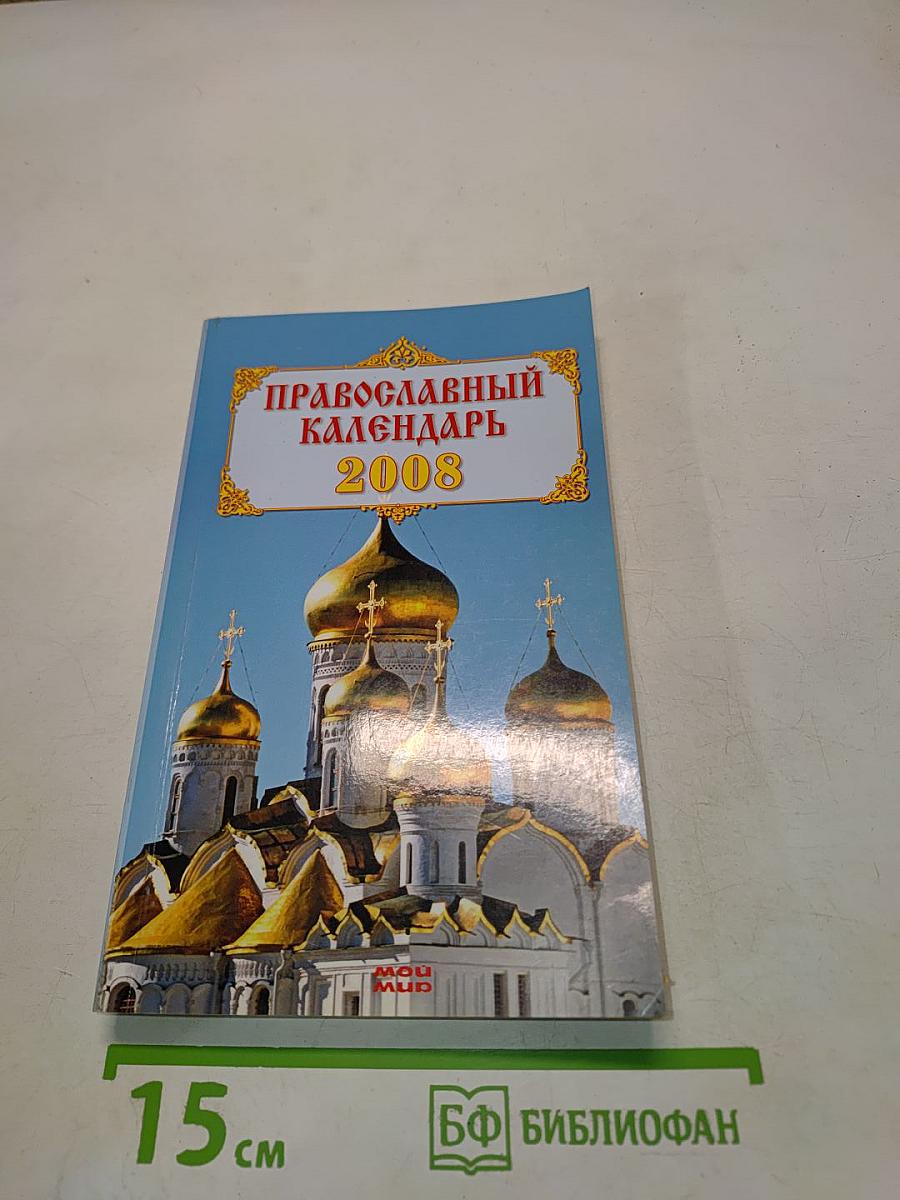 ПРАВОСЛАВНЫЙ
КАЛЕНДАРЬ
2008
мой
мир
15 см
БФ БИБЛИОФАН